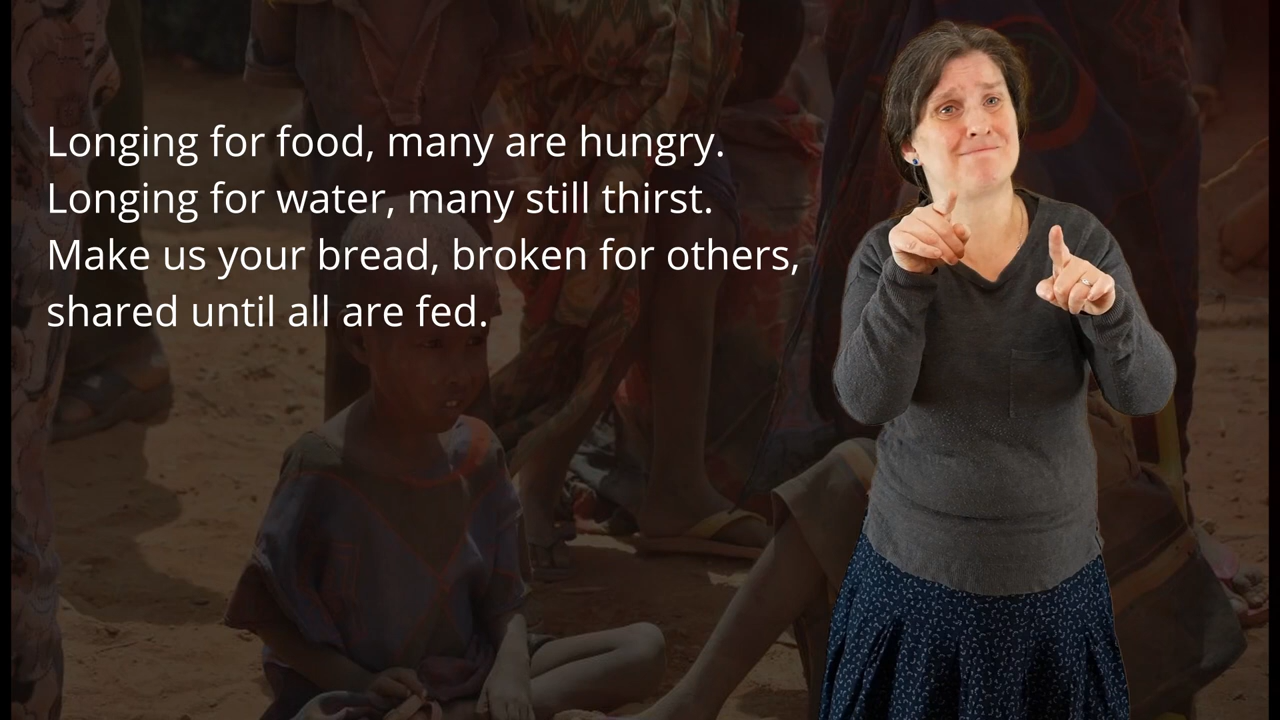 Longing for food, many are hungry.
Longing for water, many still thirst.
Make us your bread, broken for others,
shared until all are fed.